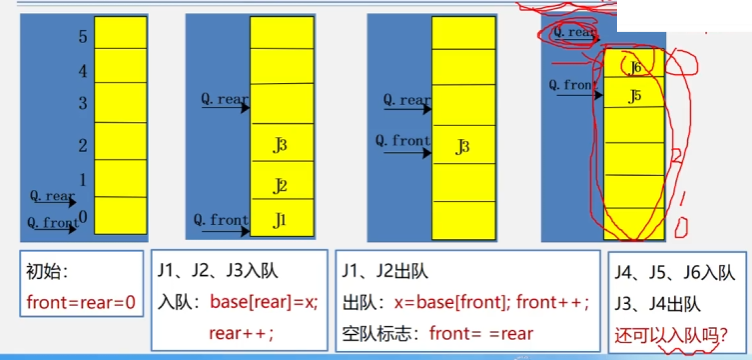 5
4
3
2
1
0
Q.rear
Q.front
Q.rear
J3
J2
Q.front
J1
Q.rear
Q.front
J3
Q.rear
J6
Q.front
J5
2
1
0
初始：
front=rear=0
J1、J2、J3入队
入队：base[rear]=x;
rear++;
J1、J2出队
出队：x=base[front]; front++;
空队标志：front= =rear
J4、J5、J6入队
J3、J4出队
还可以入队吗？